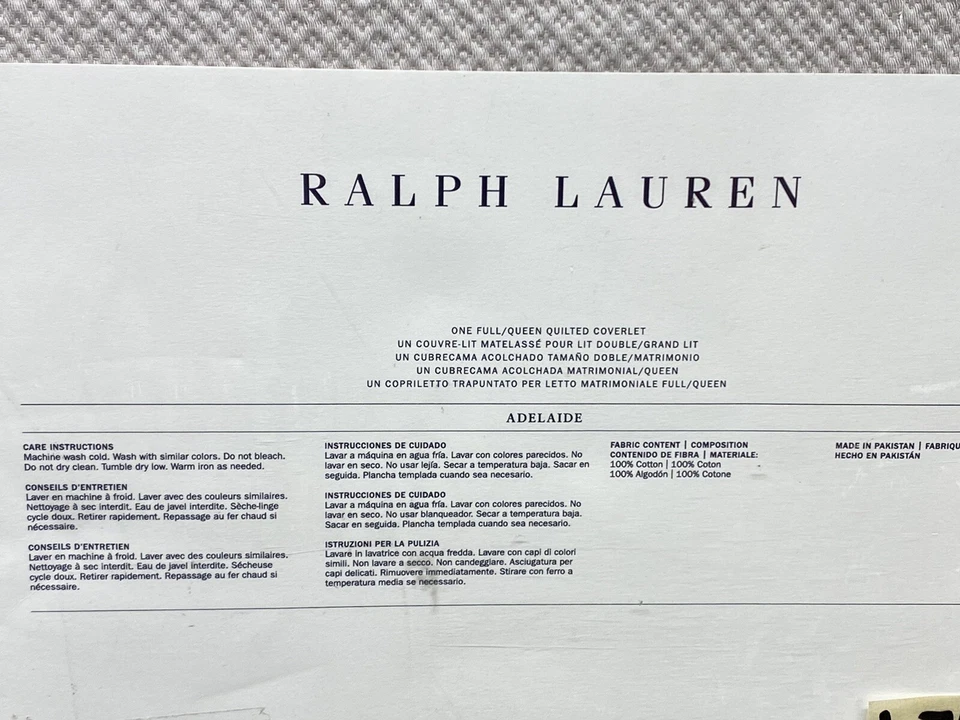 RALPH LAUREN
ONE FULL/QUEEN QUILTED COVERLET
UN COUVRE-LIT MATELASSÉ POUR LIT DOUBLE/GRAND LIT
UN CUBRECAMA ACOLCHADO TAMAÑO DOBLE/MATRIMONIO
UN CUBRECAMA ACOLCHADA MATRIMONIAL/QUEEN
UN COPRILETTO TRAPUNTATO PER LETTO MATRIMONIALE FULL/QUEEN
ADELAIDE
CARE INSTRUCTIONS
Machine wash cold. Wash with similar colors. Do not bleach.
Do not dry clean. Tumble dry low. Warm iron as needed.
CONSEILS D'ENTRETIEN
Laver en machine à froid. Laver avec des couleurs similaires.
Nettoyage à sec interdit. Eau de javel interdite. Sèche-linge
cycle doux. Retirer rapidement. Repassage au fer chaud si
nécessaire.
CONSEILS D'ENTRETIEN
Laver en machine à froid. Laver avec des couleurs similaires.
Nettoyage à sec interdit. Eau de javel interdite. Sécheuse
cycle doux. Retirer rapidement. Repassage au fer chaud si
nécessaire.
INSTRUCCIONES DE CUIDADO
Lavar a máquina en agua fría. Lavar con colores parecidos. No
lavar en seco. No usar lejía. Secar a temperatura baja. Sacar en
seguida. Plancha templada cuando sea necesario.
INSTRUCCIONES DE CUIDADO
Lavar a máquina en agua fría. Lavar con colores parecidos. No
lavar en seco. No usar blanqueador. Secar a temperatura baja.
Sacar en seguida. Plancha templada cuando sea necesario.
ISTRUZIONI PER LA PULIZIA
Lavare in lavatrice con acqua fredda. Lavare con capi di colori
simili. Non lavare a secco. Non candeggiare. Asciugatura per
capi delicati. Rimuovere immediatamente. Stirare con ferro a
temperatura media se necessario.
FABRIC CONTENT | COMPOSITION
CONTENIDO DE FIBRA | MATERIALE:
100% Cotton | 100% Coton
100% Algodón | 100% Cotone
MADE IN PAKISTAN | FABRIQU
HECHO EN PAKISTÁN